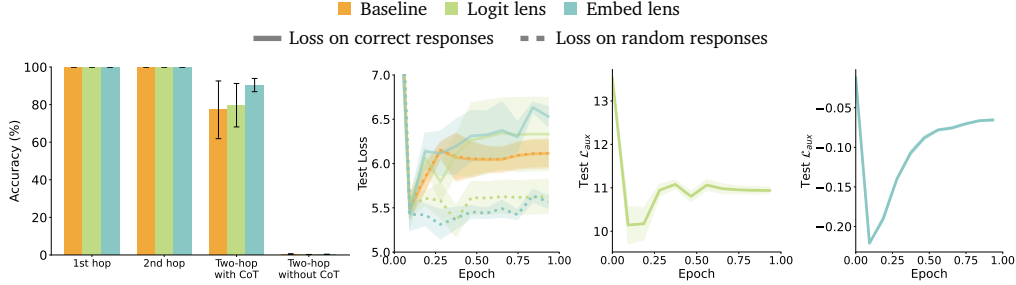 Baseline Logit lens Embed lens
Loss on correct responses Loss on random responses
Accuracy (%)
100
80
60
40
20
0
1st hop
2nd hop
Two-hop
with CoT
Two-hop
without CoT
Test Loss
7.0
6.5
6.0
5.5
5.0
0.00 0.25 0.50 0.75 1.00
Epoch
Test ℒaux
13
12
11
10
0.00 0.25 0.50 0.75 1.00
Epoch
Test ℒaux
−0.05
−0.10
−0.15
−0.20
0.00 0.25 0.50 0.75 1.00
Epoch